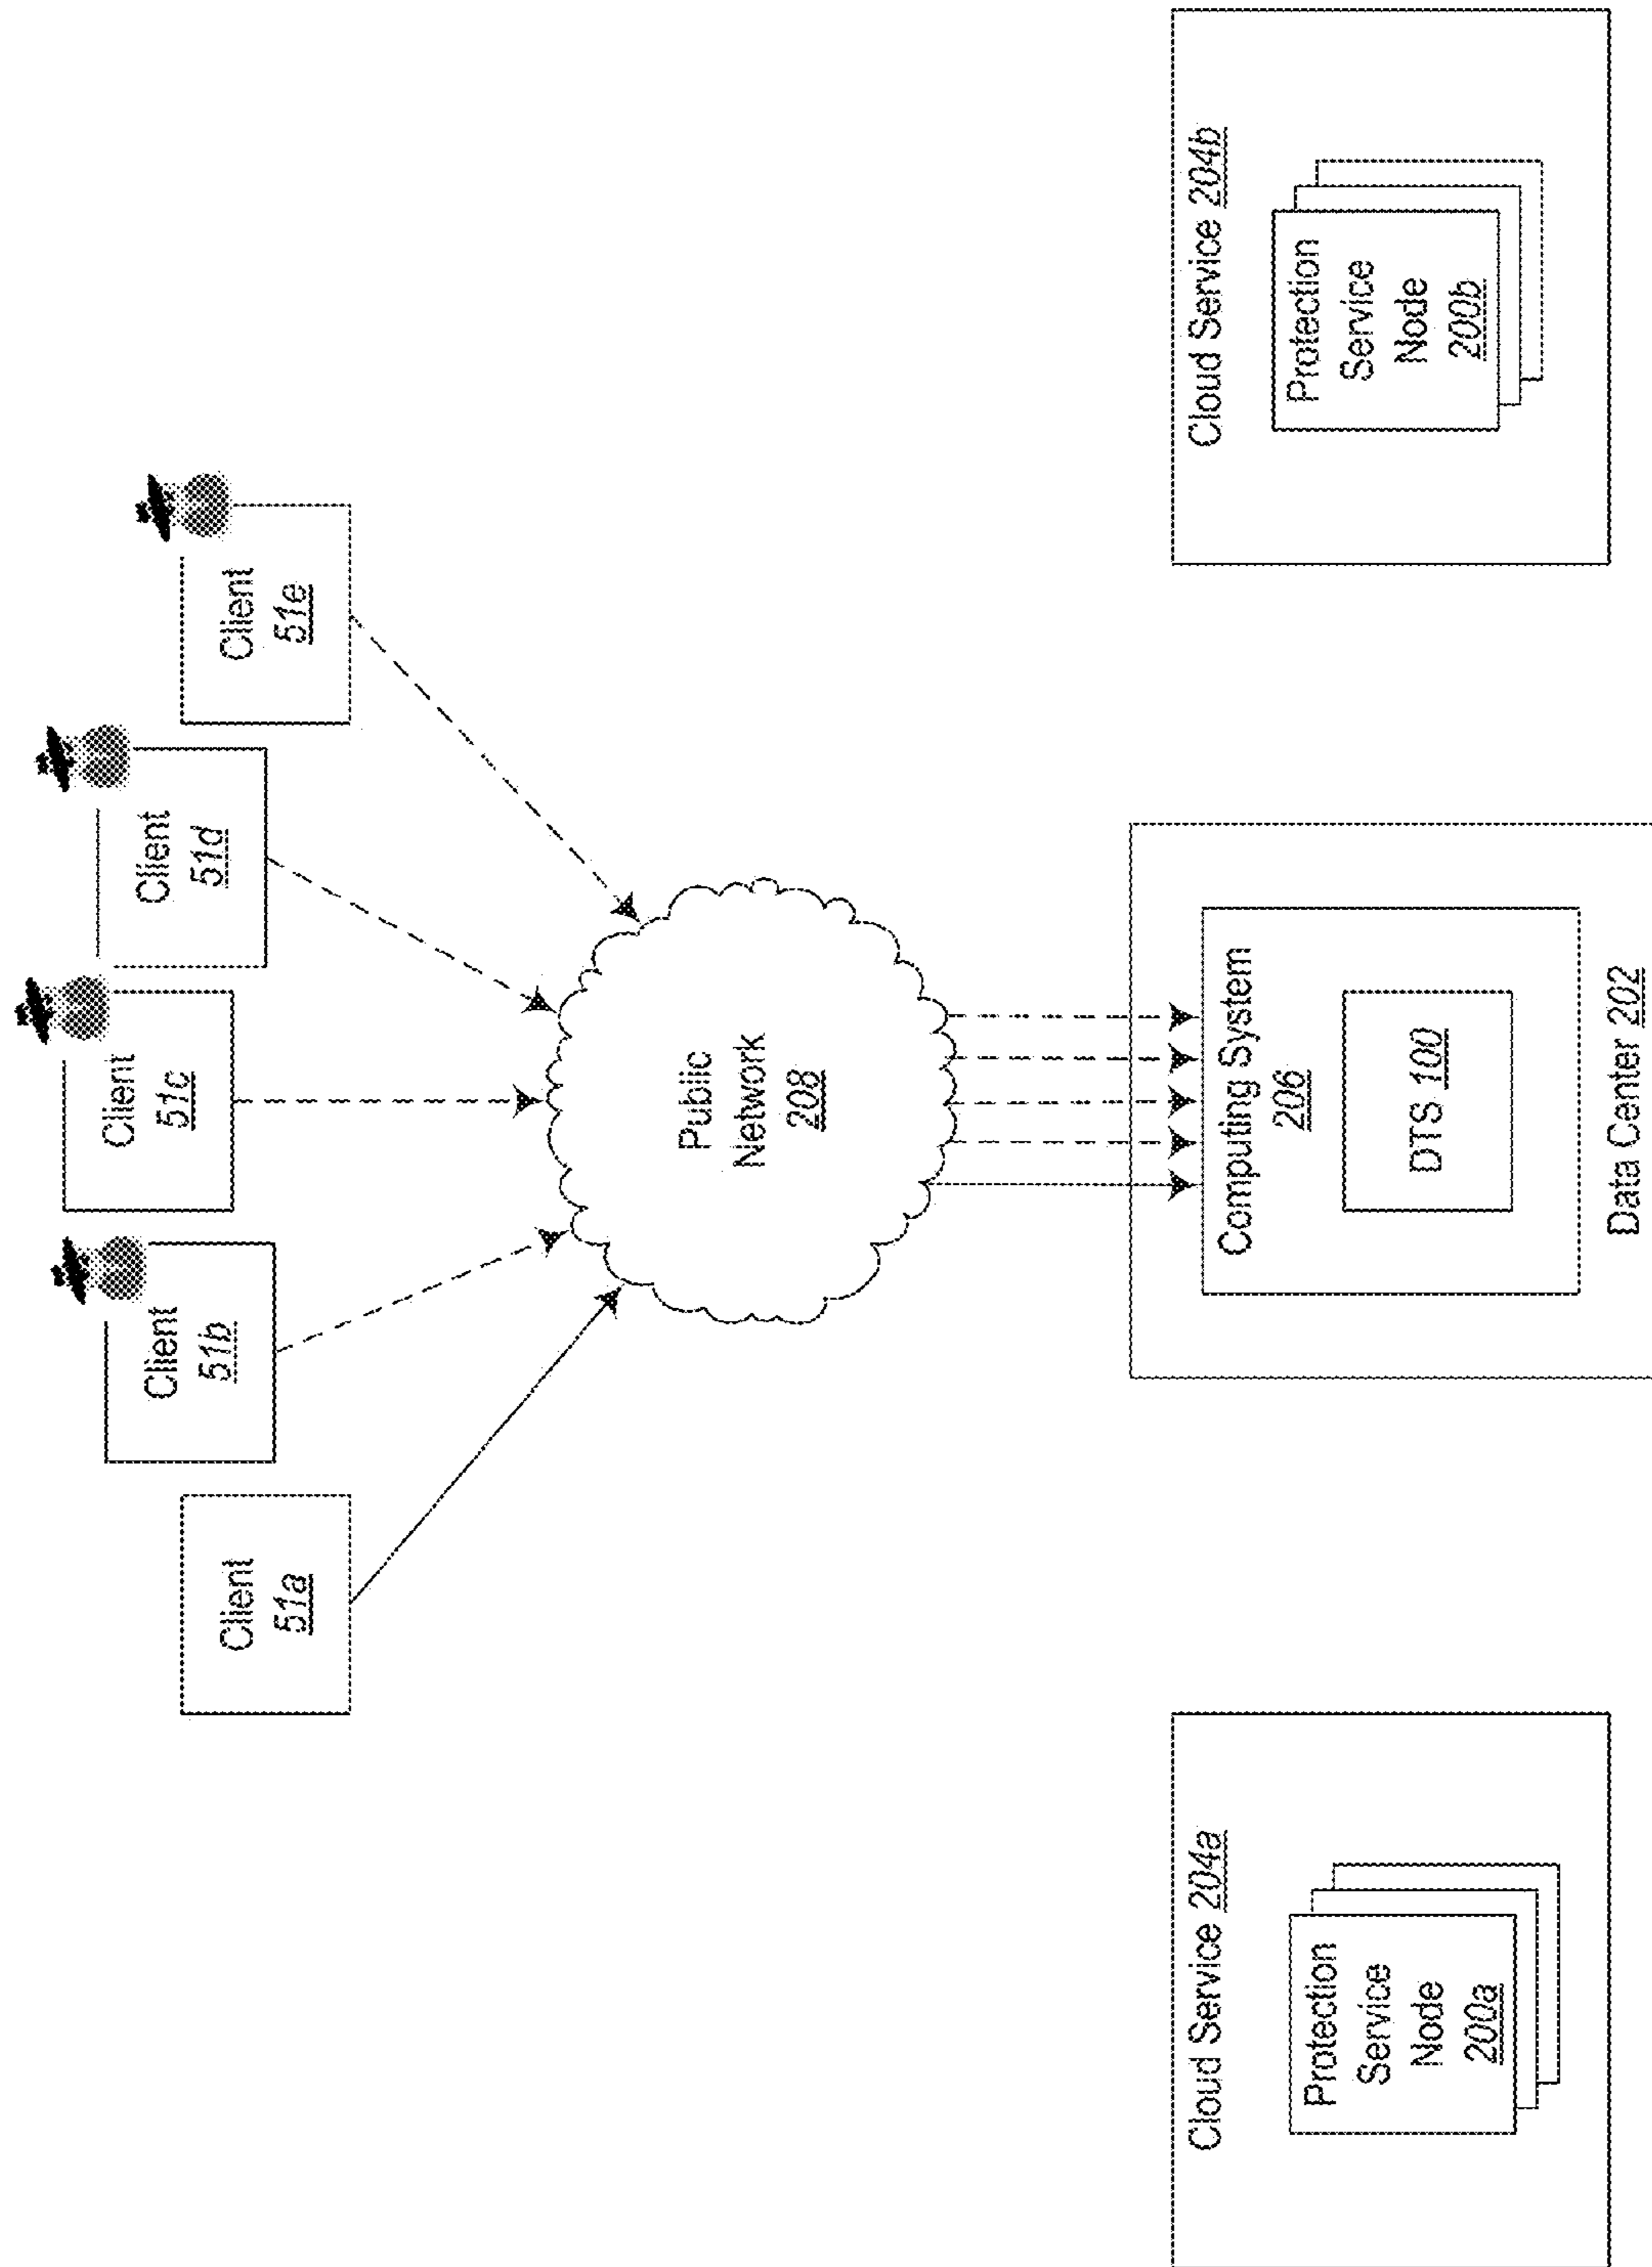 Client
51a
Client
51b
Client
51c
Client
51d
Client
51e
Public
Network
208
Cloud Service 204a
Protection
Service
Node
200a
Computing System
206
DTS 100
Data Center 202
Cloud Service 204b
Protection
Service
Node
200b